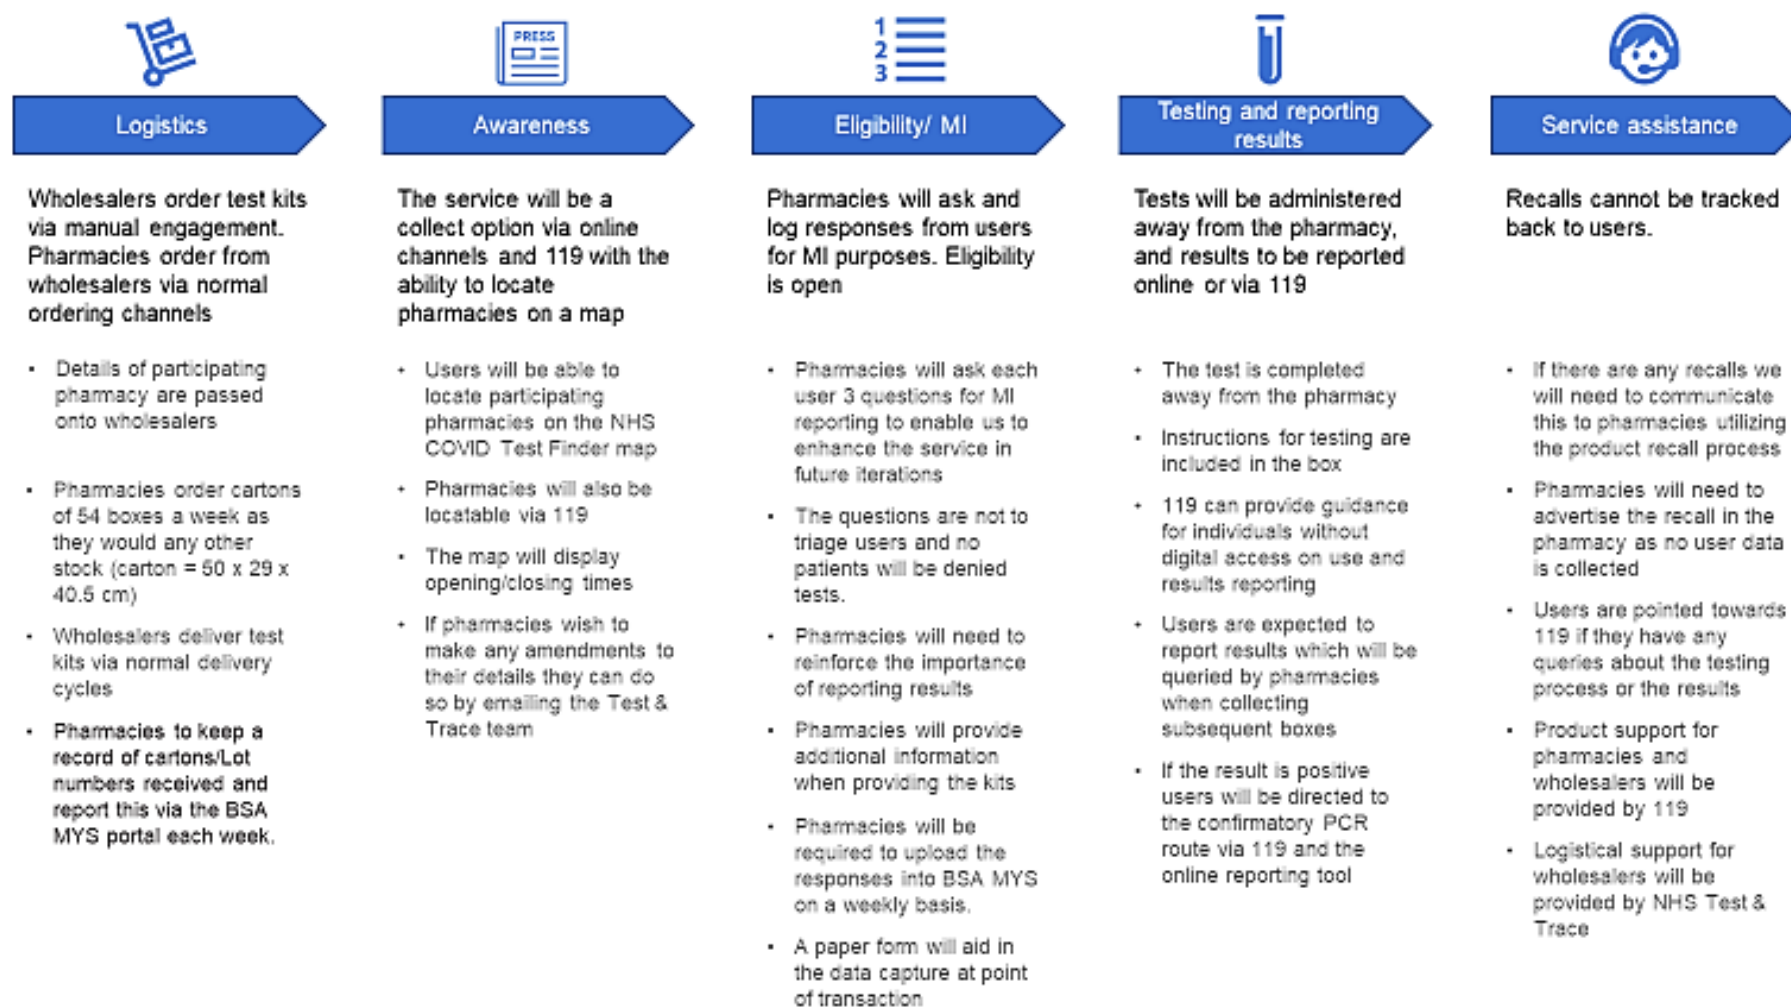 PRESS
1
2
3
Logistics
Wholesalers order test kits
via manual engagement.
Pharmacies order from
wholesalers via normal
ordering channels
• Details of participating
pharmacy are passed
onto wholesalers
• Pharmacies order cartons
of 54 boxes a week as
they would any other
stock (carton = 50 x 29 x
40.5 cm)
• Wholesalers deliver test
kits via normal delivery
cycles
• Pharmacies to keep a
record of cartons/Lot
numbers received and
report this via the BSA
MYS portal each week.
Awareness
The service will be a
collect option via online
channels and 119 with the
ability to locate
pharmacies on a map
• Users will be able to
locate participating
pharmacies on the NHS
COVID Test Finder map
• Pharmacies will also be
locatable via 119
• The map will display
opening/closing times
• If pharmacies wish to
make any amendments to
their details they can do
so by emailing the Test &
Trace team
Eligibility/ MI
Pharmacies will ask and
log responses from users
for MI purposes. Eligibility
is open
• Pharmacies will ask each
user 3 questions for MI
reporting to enable us to
enhance the service in
future iterations
• The questions are not to
triage users and no
patients will be denied
tests.
• Pharmacies will need to
reinforce the importance
of reporting results
• Pharmacies will provide
additional information
when providing the kits
• Pharmacies will be
required to upload the
responses into BSA MYS
on a weekly basis.
• A paper form will aid in
the data capture at point
of transaction
Testing and reporting
results
Tests will be administered
away from the pharmacy,
and results to be reported
online or via 119
• The test is completed
away from the pharmacy
• Instructions for testing are
included in the box
• 119 can provide guidance
for individuals without
digital access on use and
results reporting
• Users are expected to
report results which will be
queried by pharmacies
when collecting
subsequent boxes
• If the result is positive
users will be directed to
the confirmatory PCR
route via 119 and the
online reporting tool
Service assistance
Recalls cannot be tracked
back to users.
• If there are any recalls we
will need to communicate
this to pharmacies utilizing
the product recall process
• Pharmacies will need to
advertise the recall in the
pharmacy as no user data
is collected
• Users are pointed towards
119 if they have any
queries about the testing
process or the results
• Product support for
pharmacies and
wholesalers will be
provided by 119
• Logistical support for
wholesalers will be
provided by NHS Test &
Trace